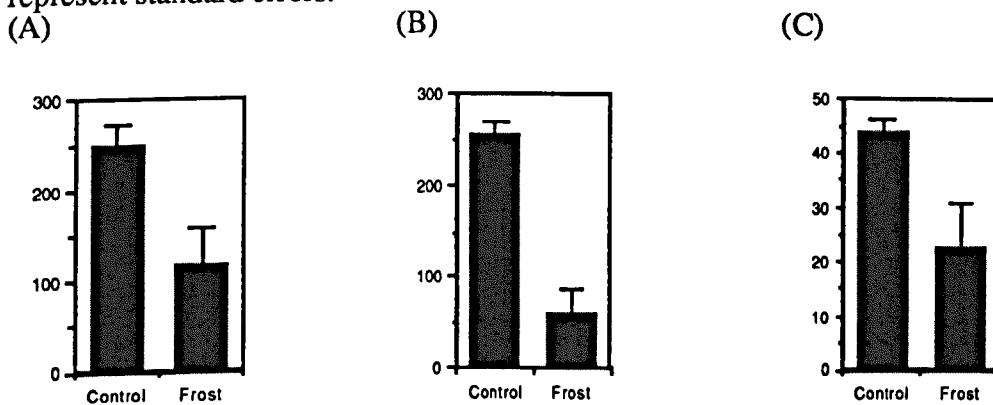 represent standard errors.
(A) (B) (C)
300 300 50
40
200 200 30
100 100 20
10
0 0 0
Control Frost Control Frost Control Frost